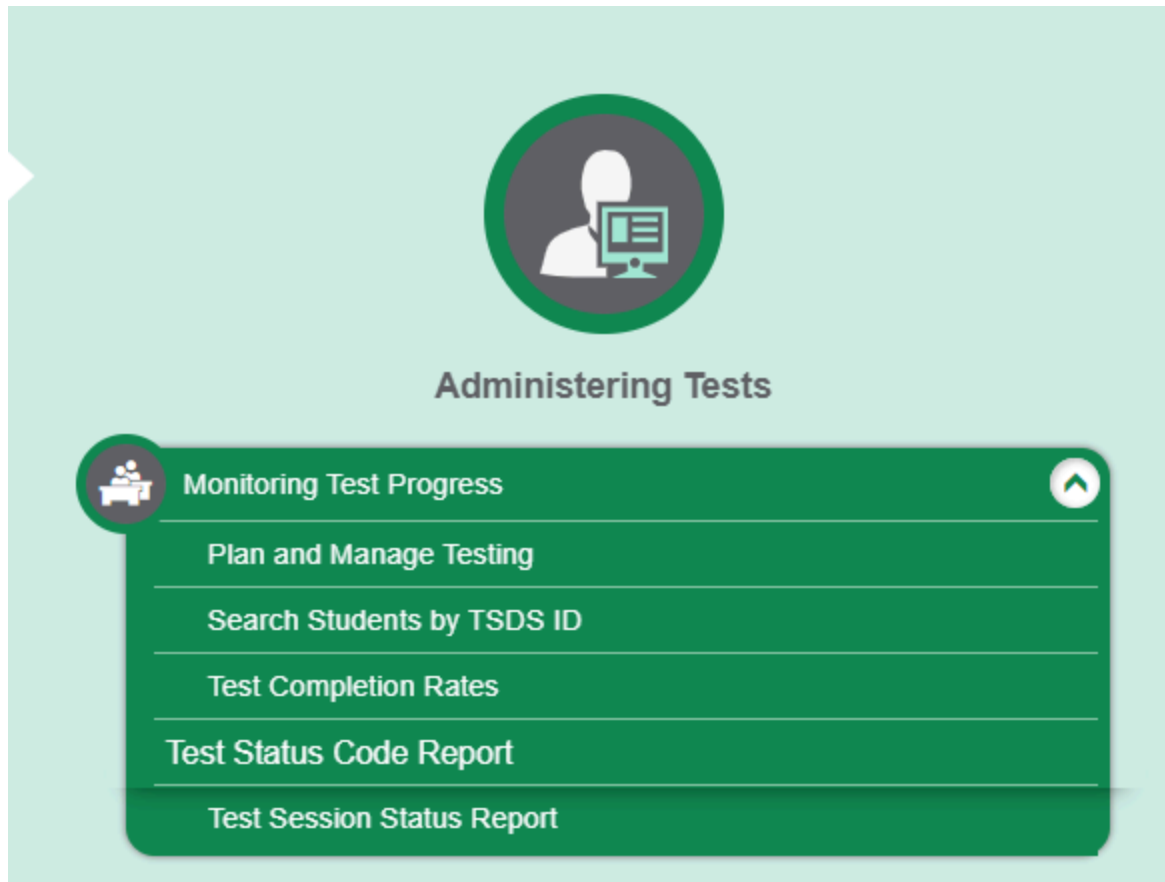 Administering Tests
Monitoring Test Progress
Plan and Manage Testing
Search Students by TSDS ID
Test Completion Rates
Test Status Code Report
Test Session Status Report